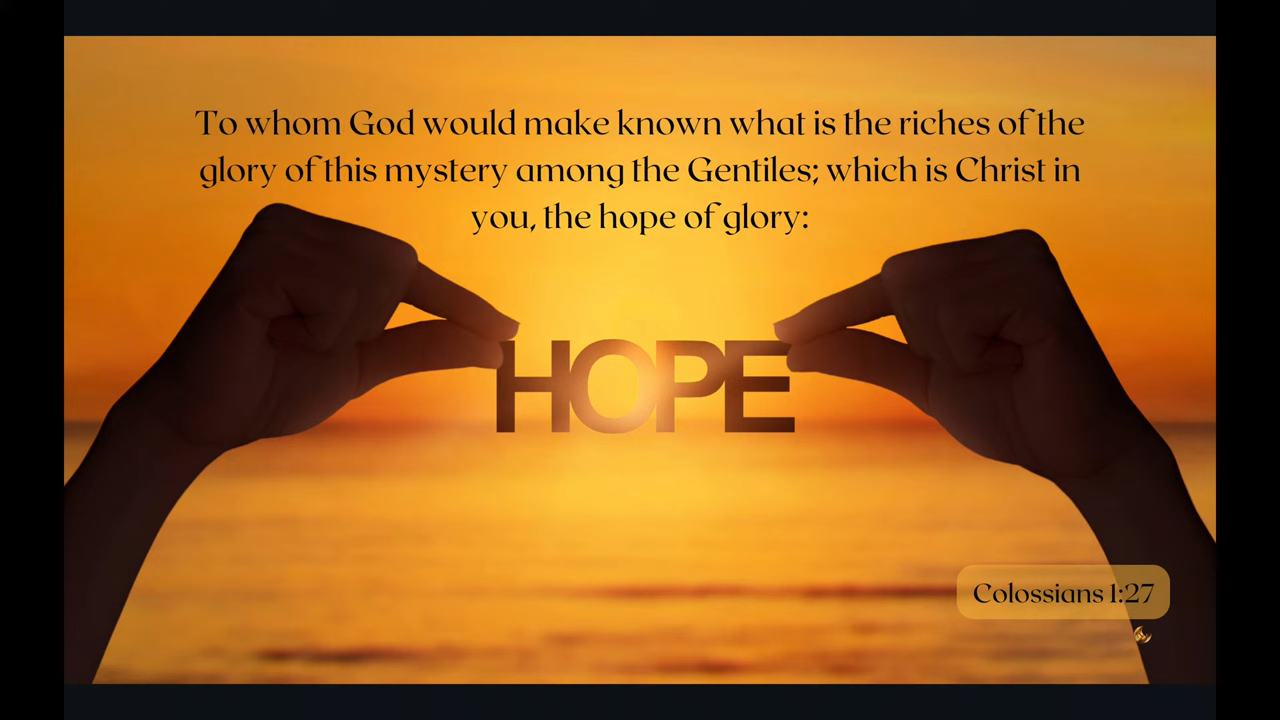 To whom God would make known what is the riches of the
glory of this mystery among the Gentiles; which is Christ in
you, the hope of glory:
HOPE
Colossians 1:27